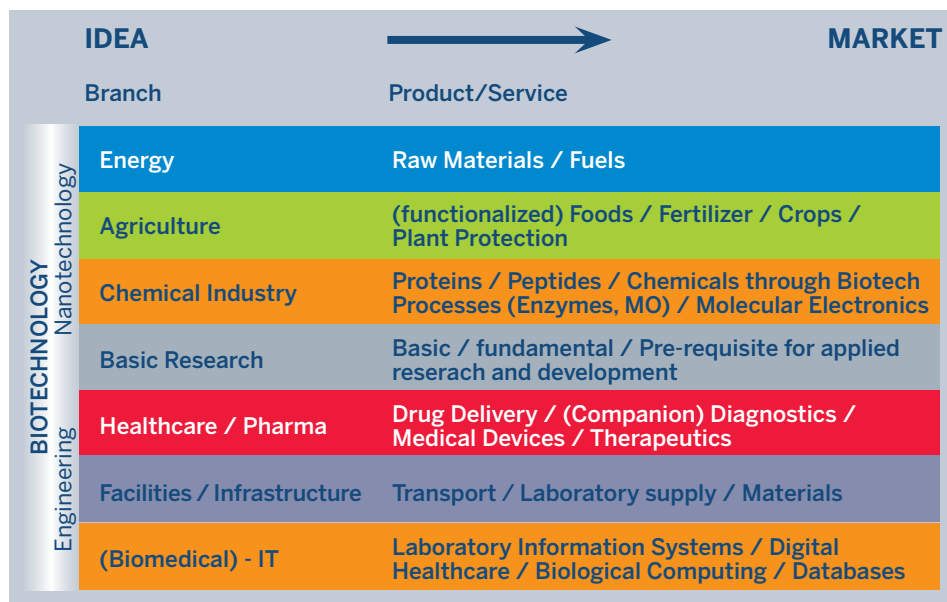 IDEA MARKET
Branch Product/Service
BIOTECHNOLOGY
Nanotechnology
Engineering
Energy Raw Materials / Fuels
Agriculture (functionalized) Foods / Fertilizer / Crops /
Plant Protection
Chemical Industry Proteins / Peptides / Chemicals through Biotech
Processes (Enzymes, MO) / Molecular Electronics
Basic Research Basic / fundamental / Pre-requisite for applied
reserach and development
Healthcare / Pharma Drug Delivery / (Companion) Diagnostics /
Medical Devices / Therapeutics
Facilities / Infrastructure Transport / Laboratory supply / Materials
(Biomedical) - IT Laboratory Information Systems / Digital
Healthcare / Biological Computing / Databases